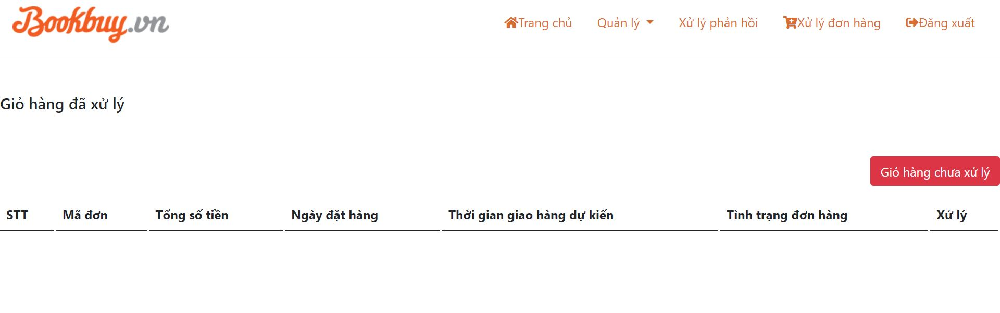 Bookbuy.vn
Trang chủ Quản lý Xử lý phản hồi Xử lý đơn hàng Đăng xuất
Giỏ hàng đã xử lý
Giỏ hàng chưa xử lý
STT Mã đơn Tổng số tiền Ngày đặt hàng Thời gian giao hàng dự kiến Tình trạng đơn hàng Xử lý